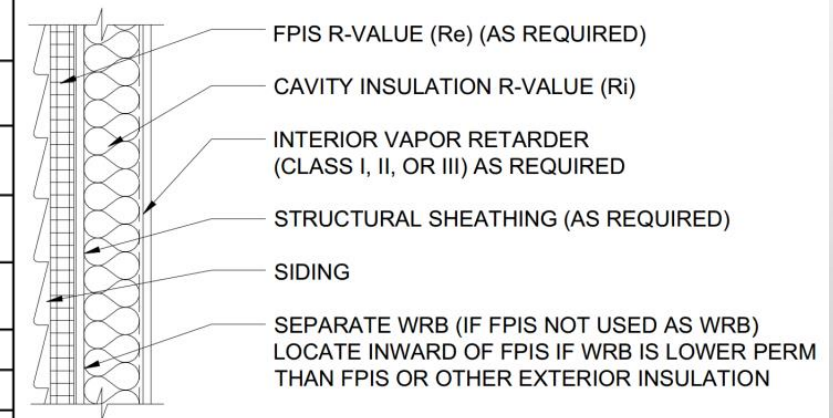 FPIS R-VALUE (Re) (AS REQUIRED)
CAVITY INSULATION R-VALUE (Ri)
INTERIOR VAPOR RETARDER
(CLASS I, II, OR III) AS REQUIRED
STRUCTURAL SHEATHING (AS REQUIRED)
SIDING
SEPARATE WRB (IF FPIS NOT USED AS WRB)
LOCATE INWARD OF FPIS IF WRB IS LOWER PERM
THAN FPIS OR OTHER EXTERIOR INSULATION